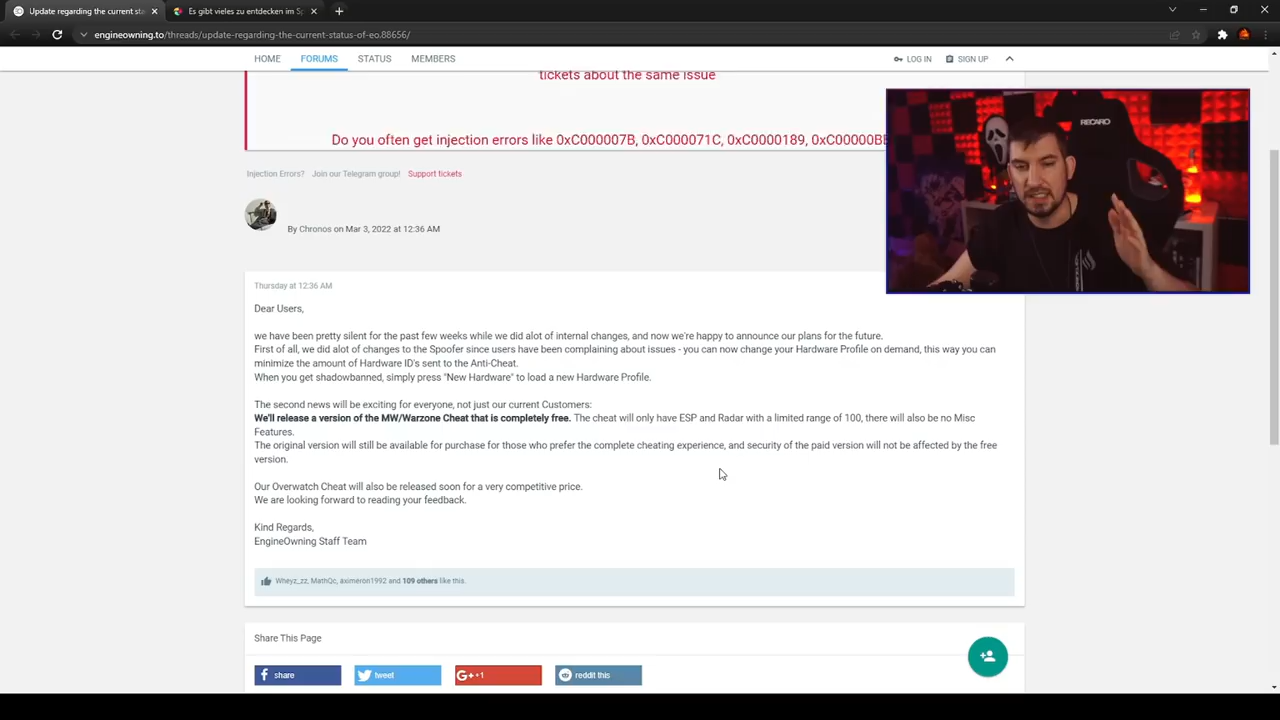 Update regarding the current sta
Es gibt vieles zu entdecken im S
engineowning.to/threads/update-regarding-the-current-status-of-eo.88656/
HOME FORUMS STATUS MEMBERS LOG IN SIGN UP
tickets about the same issue
Do you often get injection errors like 0xC000007B, 0xC000071C, 0xC0000189, 0xC00000BB
RECARO
Injection Errors? Join our Telegram group! Support tickets
By Chronos on Mar 3, 2022 at 12:36 AM
Thursday at 12:36 AM
Dear Users,
we have been pretty silent for the past few weeks while we did alot of internal changes, and now we're happy to announce our plans for the future.
First of all, we did alot of changes to the Spoofer since users have been complaining about issues - you can now change your Hardware Profile on demand, this way you can
minimize the amount of Hardware ID's sent to the Anti-Cheat.
When you get shadowbanned, simply press "New Hardware" to load a new Hardware Profile.
The second news will be exciting for everyone, not just our current Customers:
We'll release a version of the MW/Warzone Cheat that is completely free. The cheat will only have ESP and Radar with a limited range of 100, there will also be no Misc
Features.
The original version will still be available for purchase for those who prefer the complete cheating experience, and security of the paid version will not be affected by the free
version.
Our Overwatch Cheat will also be released soon for a very competitive price.
We are looking forward to reading your feedback.
Kind Regards,
EngineOwning Staff Team
Wheyz_zz, MathQc, aximeron1992 and 109 others like this.
Share This Page
share tweet G+ +1 reddit this